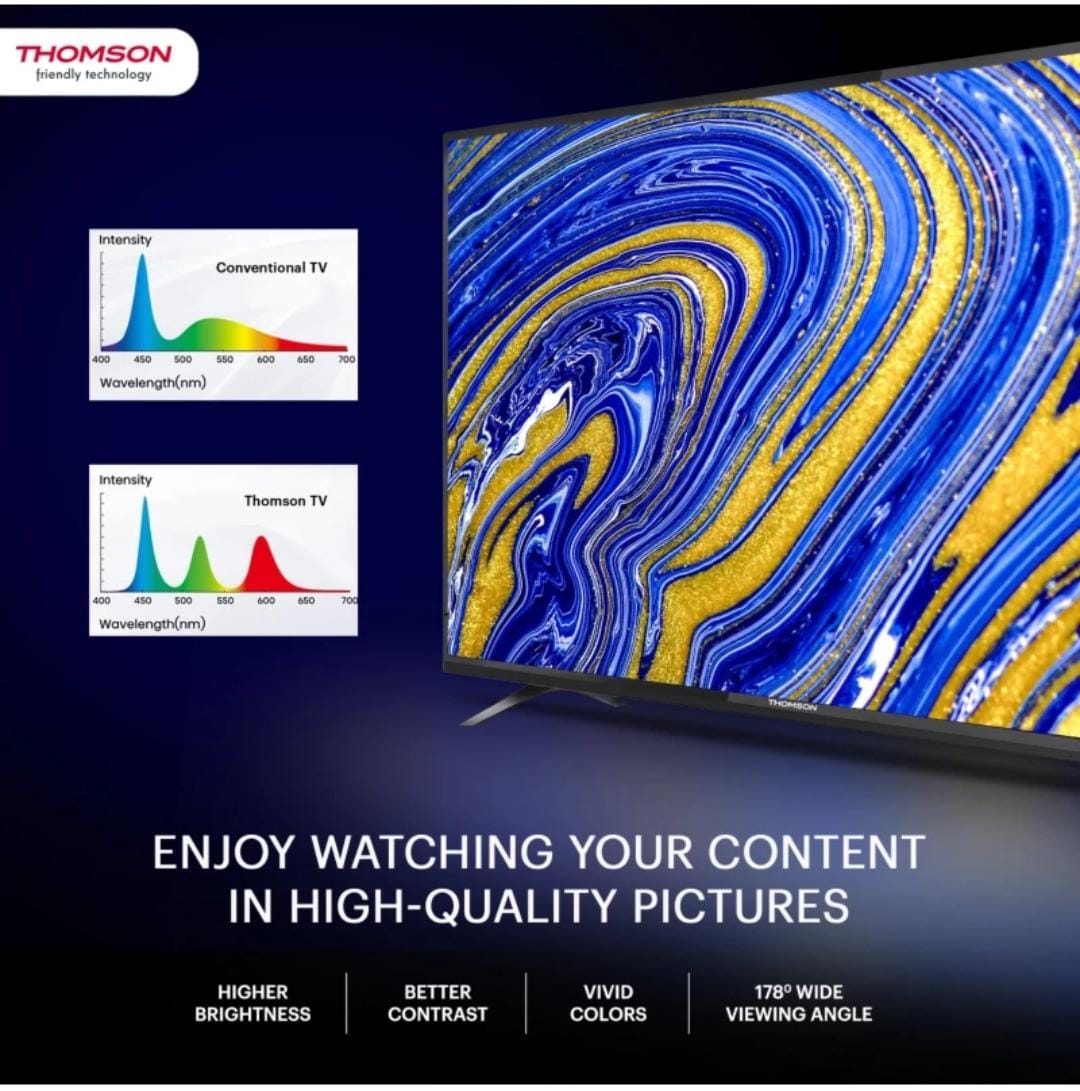 THOMSON
friendly technology
Intensity
Conventional TV
400 450 500 550 600 650 700
Wavelength(nm)
Intensity
Thomson TV
400 450 500 550 600 650 700
Wavelength(nm)
THOMSON
ENJOY WATCHING YOUR CONTENT
IN HIGH-QUALITY PICTURES
HIGHER
BRIGHTNESS
BETTER
CONTRAST
VIVID
COLORS
178⁰ WIDE
VIEWING ANGLE